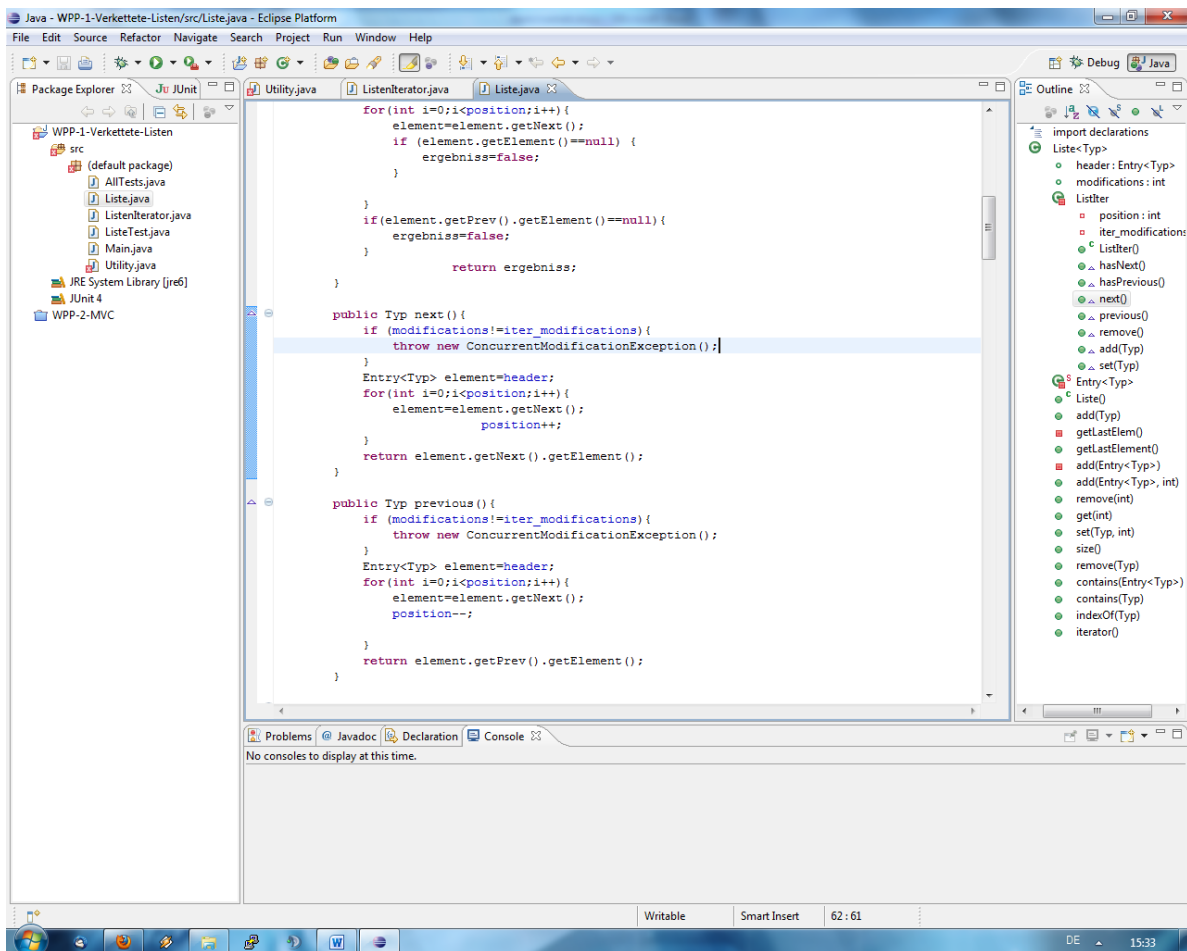 Java - WPP-1-Verkettete-Listen/src/Liste.java - Eclipse Platform
File Edit Source Refactor Navigate Search Project Run Window Help
Debug Java
Package Explorer JUnit
WPP-1-Verkettete-Listen
src
(default package)
AllTests.java
Liste.java
ListenIterator.java
ListeTest.java
Main.java
Utility.java
JRE System Library [jre6]
JUnit 4
WPP-2-MVC
Utility.java ListenIterator.java Liste.java
for(int i=0;i<position;i++){
element=element.getNext();
if (element.getElement()==null) {
ergebniss=false;
}
}
if(element.getPrev().getElement()==null){
ergebniss=false;
}
return ergebniss;
}
public Typ next(){
if (modifications!=iter_modifications){
throw new ConcurrentModificationException();
}
Entry<Typ> element=header;
for(int i=0;i<position;i++){
element=element.getNext();
position++;
}
return element.getNext().getElement();
}
public Typ previous(){
if (modifications!=iter_modifications){
throw new ConcurrentModificationException();
}
Entry<Typ> element=header;
for(int i=0;i<position;i++){
element=element.getNext();
position--;
}
return element.getPrev().getElement();
}
Outline
import declarations
Liste<Typ>
header : Entry<Typ>
modifications : int
ListIter
position : int
iter_modifications
ListIter()
hasNext()
hasPrevious()
next()
previous()
remove()
add(Typ)
set(Typ)
Entry<Typ>
Liste()
add(Typ)
getLastElem()
getLastElement()
add(Entry<Typ>)
add(Entry<Typ>, int)
remove(int)
get(int)
set(Typ, int)
size()
remove(Typ)
contains(Entry<Typ>)
contains(Typ)
indexOf(Typ)
iterator()
Problems Javadoc Declaration Console
No consoles to display at this time.
Writable Smart Insert 62 : 61
DE 15:33